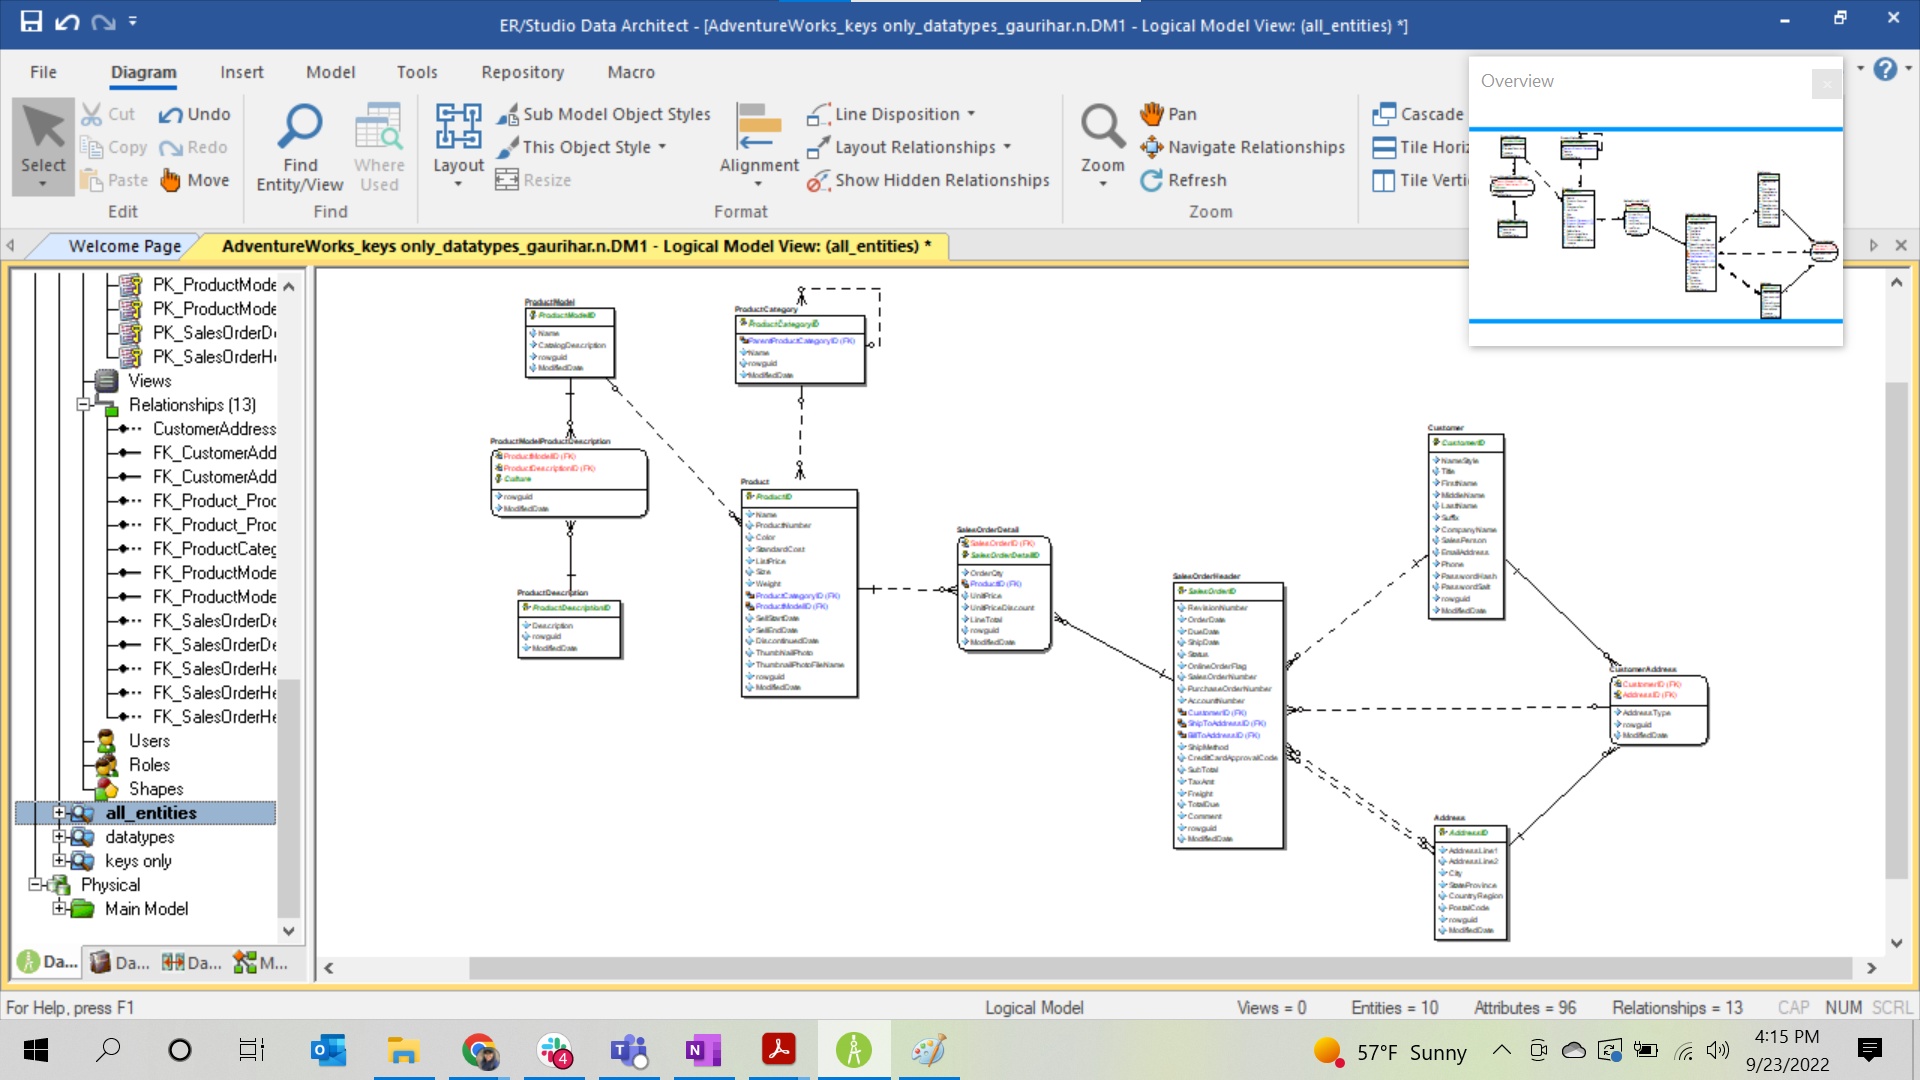 ER/Studio Data Architect - [AdventureWorks_keys only_datatypes_gaurihar.n.DM1 - Logical Model View: (all_entities) *]
File Diagram Insert Model Tools Repository Macro
Select
Cut
Copy
Paste
Undo
Redo
Move
Edit
Find Entity/View
Where Used
Find
Layout
Sub Model Object Styles
This Object Style
Resize
Alignment
Line Disposition
Layout Relationships
Show Hidden Relationships
Format
Zoom
Pan
Navigate Relationships
Refresh
Zoom
Cascade
Tile Horiz
Tile Verti
Overview
Welcome Page
AdventureWorks_keys only_datatypes_gaurihar.n.DM1 - Logical Model View: (all_entities) *
PK_ProductMode
PK_ProductMode
PK_SalesOrderD
PK_SalesOrderH
Views
Relationships (13)
CustomerAddress
FK_CustomerAdd
FK_CustomerAdd
FK_Product_Proc
FK_Product_Proc
FK_ProductCateg
FK_ProductMode
FK_ProductMode
FK_SalesOrderDe
FK_SalesOrderDe
FK_SalesOrderHe
FK_SalesOrderHe
FK_SalesOrderHe
Users
Roles
Shapes
all_entities
datatypes
keys only
Physical
Main Model
Da...
Da...
Da...
M...
ProductModel
ProductModelID
Name
CatalogDescription
rowguid
ModifiedDate
ProductCategory
ProductCategoryID
ParentProductCategoryID (FK)
Name
rowguid
ModifiedDate
ProductModelProductDescription
ProductModelID (FK)
ProductDescriptionID (FK)
Culture
rowguid
ModifiedDate
ProductDescription
ProductDescriptionID
Description
rowguid
ModifiedDate
Product
ProductID
Name
ProductNumber
Color
StandardCost
ListPrice
Size
Weight
ProductCategoryID (FK)
ProductModelID (FK)
SellStartDate
SellEndDate
DiscontinuedDate
ThumbNailPhoto
ThumbnailPhotoFileName
rowguid
ModifiedDate
SalesOrderDetail
SalesOrderID (FK)
SalesOrderDetailID
OrderQty
ProductID (FK)
UnitPrice
UnitPriceDiscount
LineTotal
rowguid
ModifiedDate
SalesOrderHeader
SalesOrderID
RevisionNumber
OrderDate
DueDate
ShipDate
Status
OnlineOrderFlag
SalesOrderNumber
PurchaseOrderNumber
AccountNumber
CustomerID (FK)
ShipToAddressID (FK)
BillToAddressID (FK)
ShipMethod
CreditCardApprovalCode
SubTotal
TaxAmt
Freight
TotalDue
Comment
rowguid
ModifiedDate
Customer
CustomerID
NameStyle
Title
FirstName
MiddleName
LastName
Suffix
CompanyName
SalesPerson
EmailAddress
Phone
PasswordHash
PasswordSalt
rowguid
ModifiedDate
CustomerAddress
CustomerID (FK)
AddressID (FK)
AddressType
rowguid
ModifiedDate
Address
AddressID
AddressLine1
AddressLine2
City
StateProvince
CountryRegion
PostalCode
rowguid
ModifiedDate
For Help, press F1
Logical Model
Views = 0
Entities = 10
Attributes = 96
Relationships = 13
CAP NUM SCRL
4
57°F Sunny
4:15 PM
9/23/2022